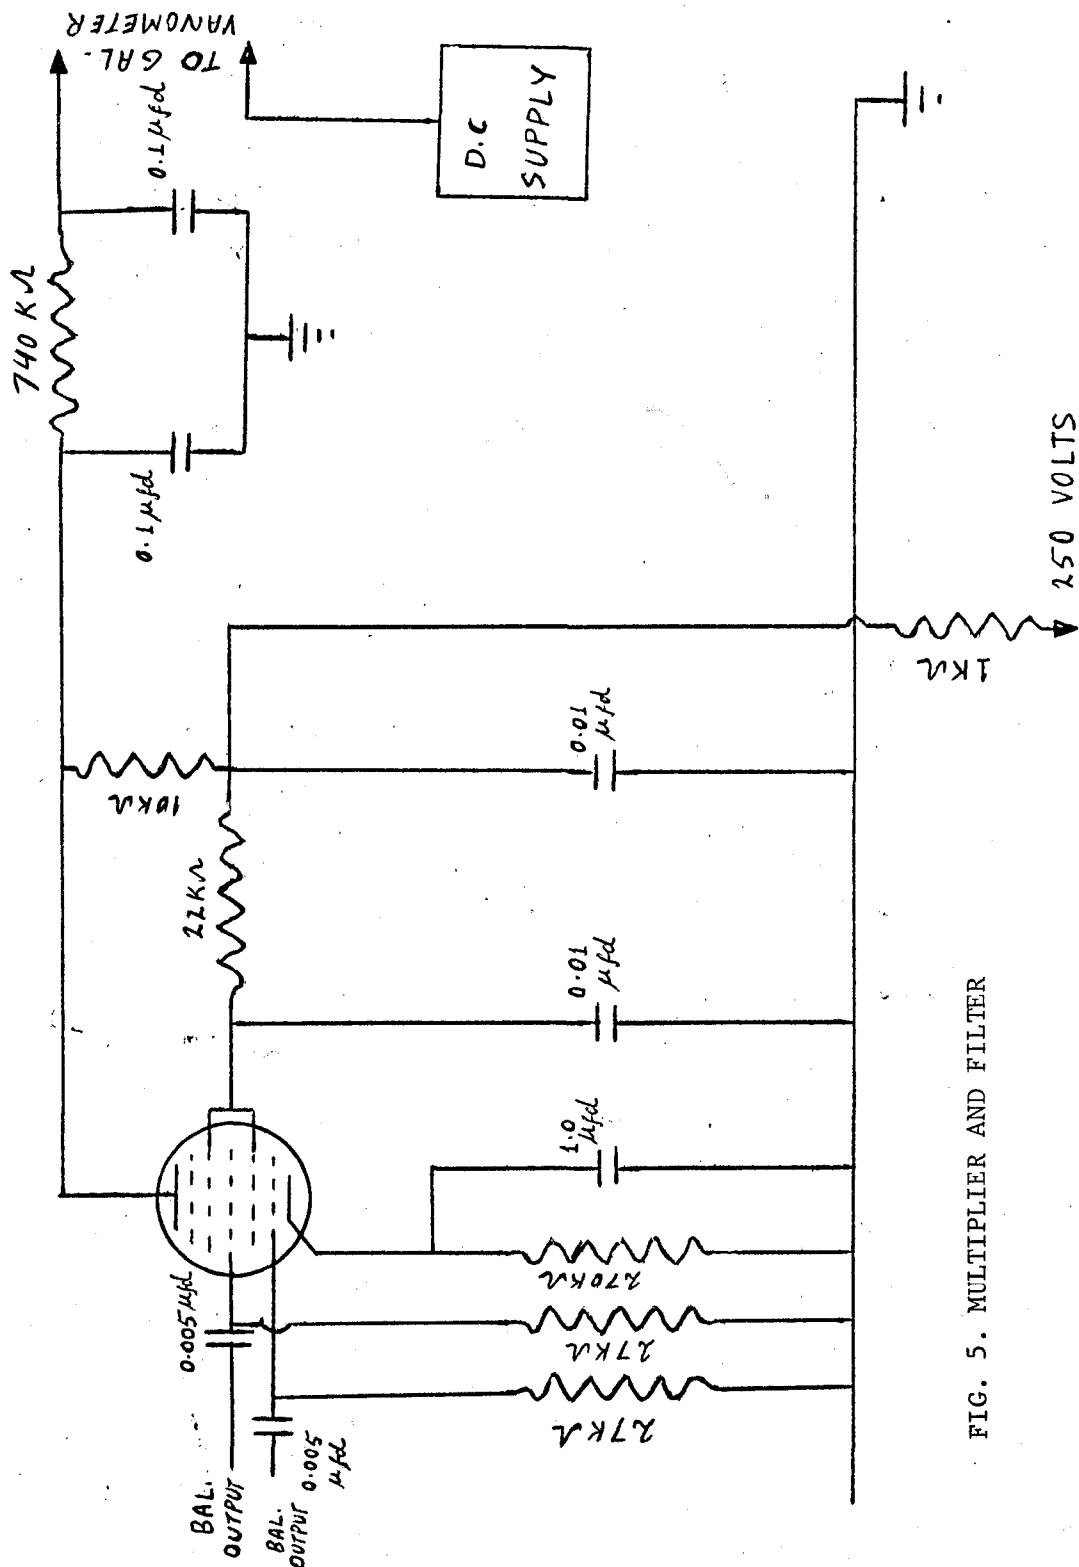 TO GAL-
VANOMETER
740 KΩ
0.1 μfd
0.1 μfd
D.C
SUPPLY
10KΩ
22KΩ
0.01
μfd
0.01
μfd
1.0
μfd
1KΩ
250 VOLTS
0.005 μfd
BAL.
OUTPUT
BAL.
OUTPUT
0.005
μfd
270KΩ
27KΩ
27KΩ
FIG. 5. MULTIPLIER AND FILTER